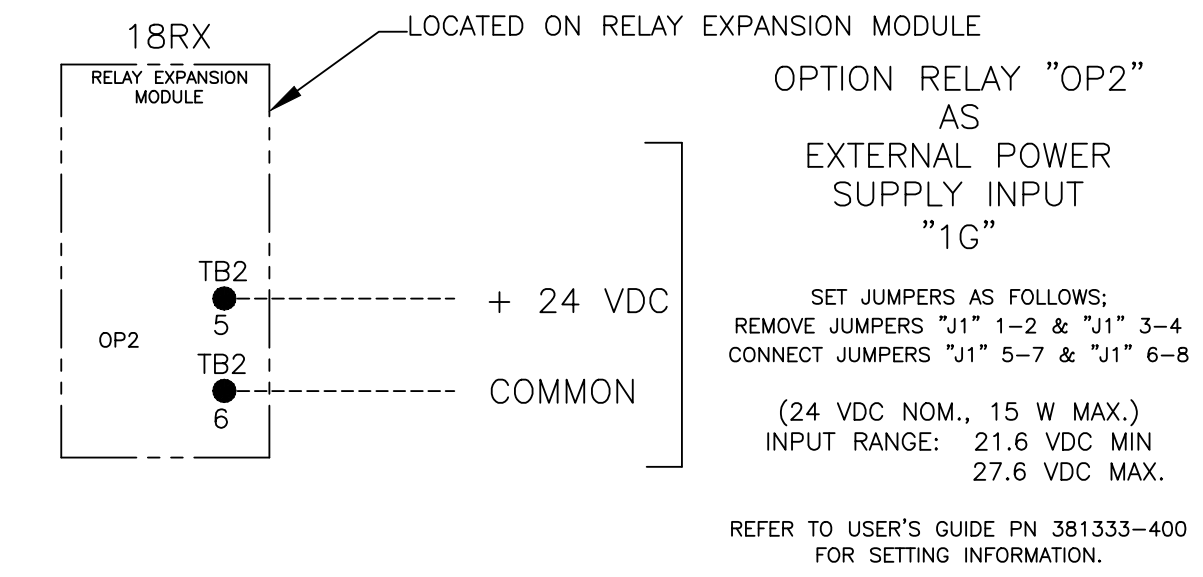 18RX
RELAY EXPANSION
MODULE
LOCATED ON RELAY EXPANSION MODULE
OP2
TB2
5
TB2
6
+ 24 VDC
COMMON
OPTION RELAY "OP2"
AS
EXTERNAL POWER
SUPPLY INPUT
"1G"
SET JUMPERS AS FOLLOWS;
REMOVE JUMPERS "J1" 1-2 & "J1" 3-4
CONNECT JUMPERS "J1" 5-7 & "J1" 6-8
(24 VDC NOM., 15 W MAX.)
INPUT RANGE: 21.6 VDC MIN
27.6 VDC MAX.
REFER TO USER'S GUIDE PN 381333-400
FOR SETTING INFORMATION.